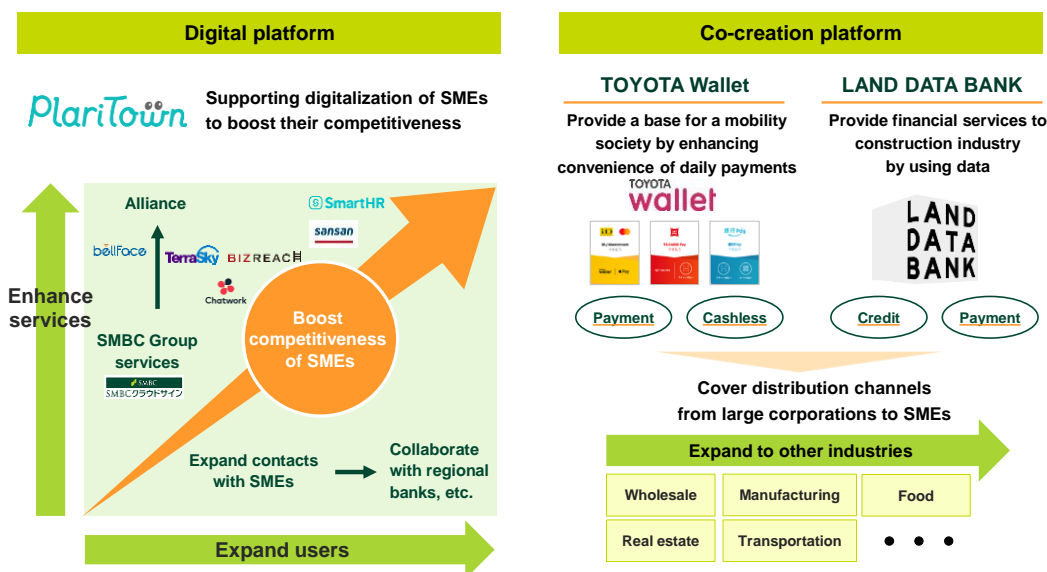 Digital platform
PlariTown
Supporting digitalization of SMEs
to boost their competitiveness
Enhance
services
Alliance
bellFace
TerraSky
BIZREACH
SmartHR
sansan
Chatwork
SMBC Group
services
SMBC
SMBCクラウドサイン
Boost
competitiveness
of SMEs
Expand contacts
with SMEs
Collaborate
with regional
banks, etc.
Expand users
Co-creation platform
TOYOTA Wallet
Provide a base for a mobility
society by enhancing
convenience of daily payments
TOYOTA
wallet
iD
Pay
Payment
Cashless
LAND DATA BANK
Provide financial services to
construction industry
by using data
LAND
DATA
BANK
Credit
Payment
Cover distribution channels
from large corporations to SMEs
Expand to other industries
Wholesale
Manufacturing
Food
Real estate
Transportation
● ● ●